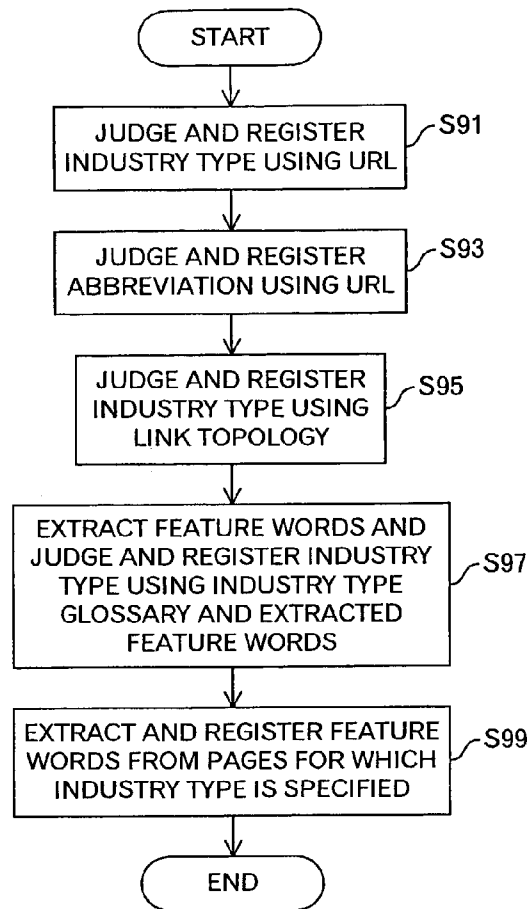 START
JUDGE AND REGISTER
INDUSTRY TYPE USING URL
S91
JUDGE AND REGISTER
ABBREVIATION USING URL
S93
JUDGE AND REGISTER
INDUSTRY TYPE USING
LINK TOPOLOGY
S95
EXTRACT FEATURE WORDS AND
JUDGE AND REGISTER INDUSTRY
TYPE USING INDUSTRY TYPE
GLOSSARY AND EXTRACTED
FEATURE WORDS
S97
EXTRACT AND REGISTER FEATURE
WORDS FROM PAGES FOR WHICH
INDUSTRY TYPE IS SPECIFIED
S99
END